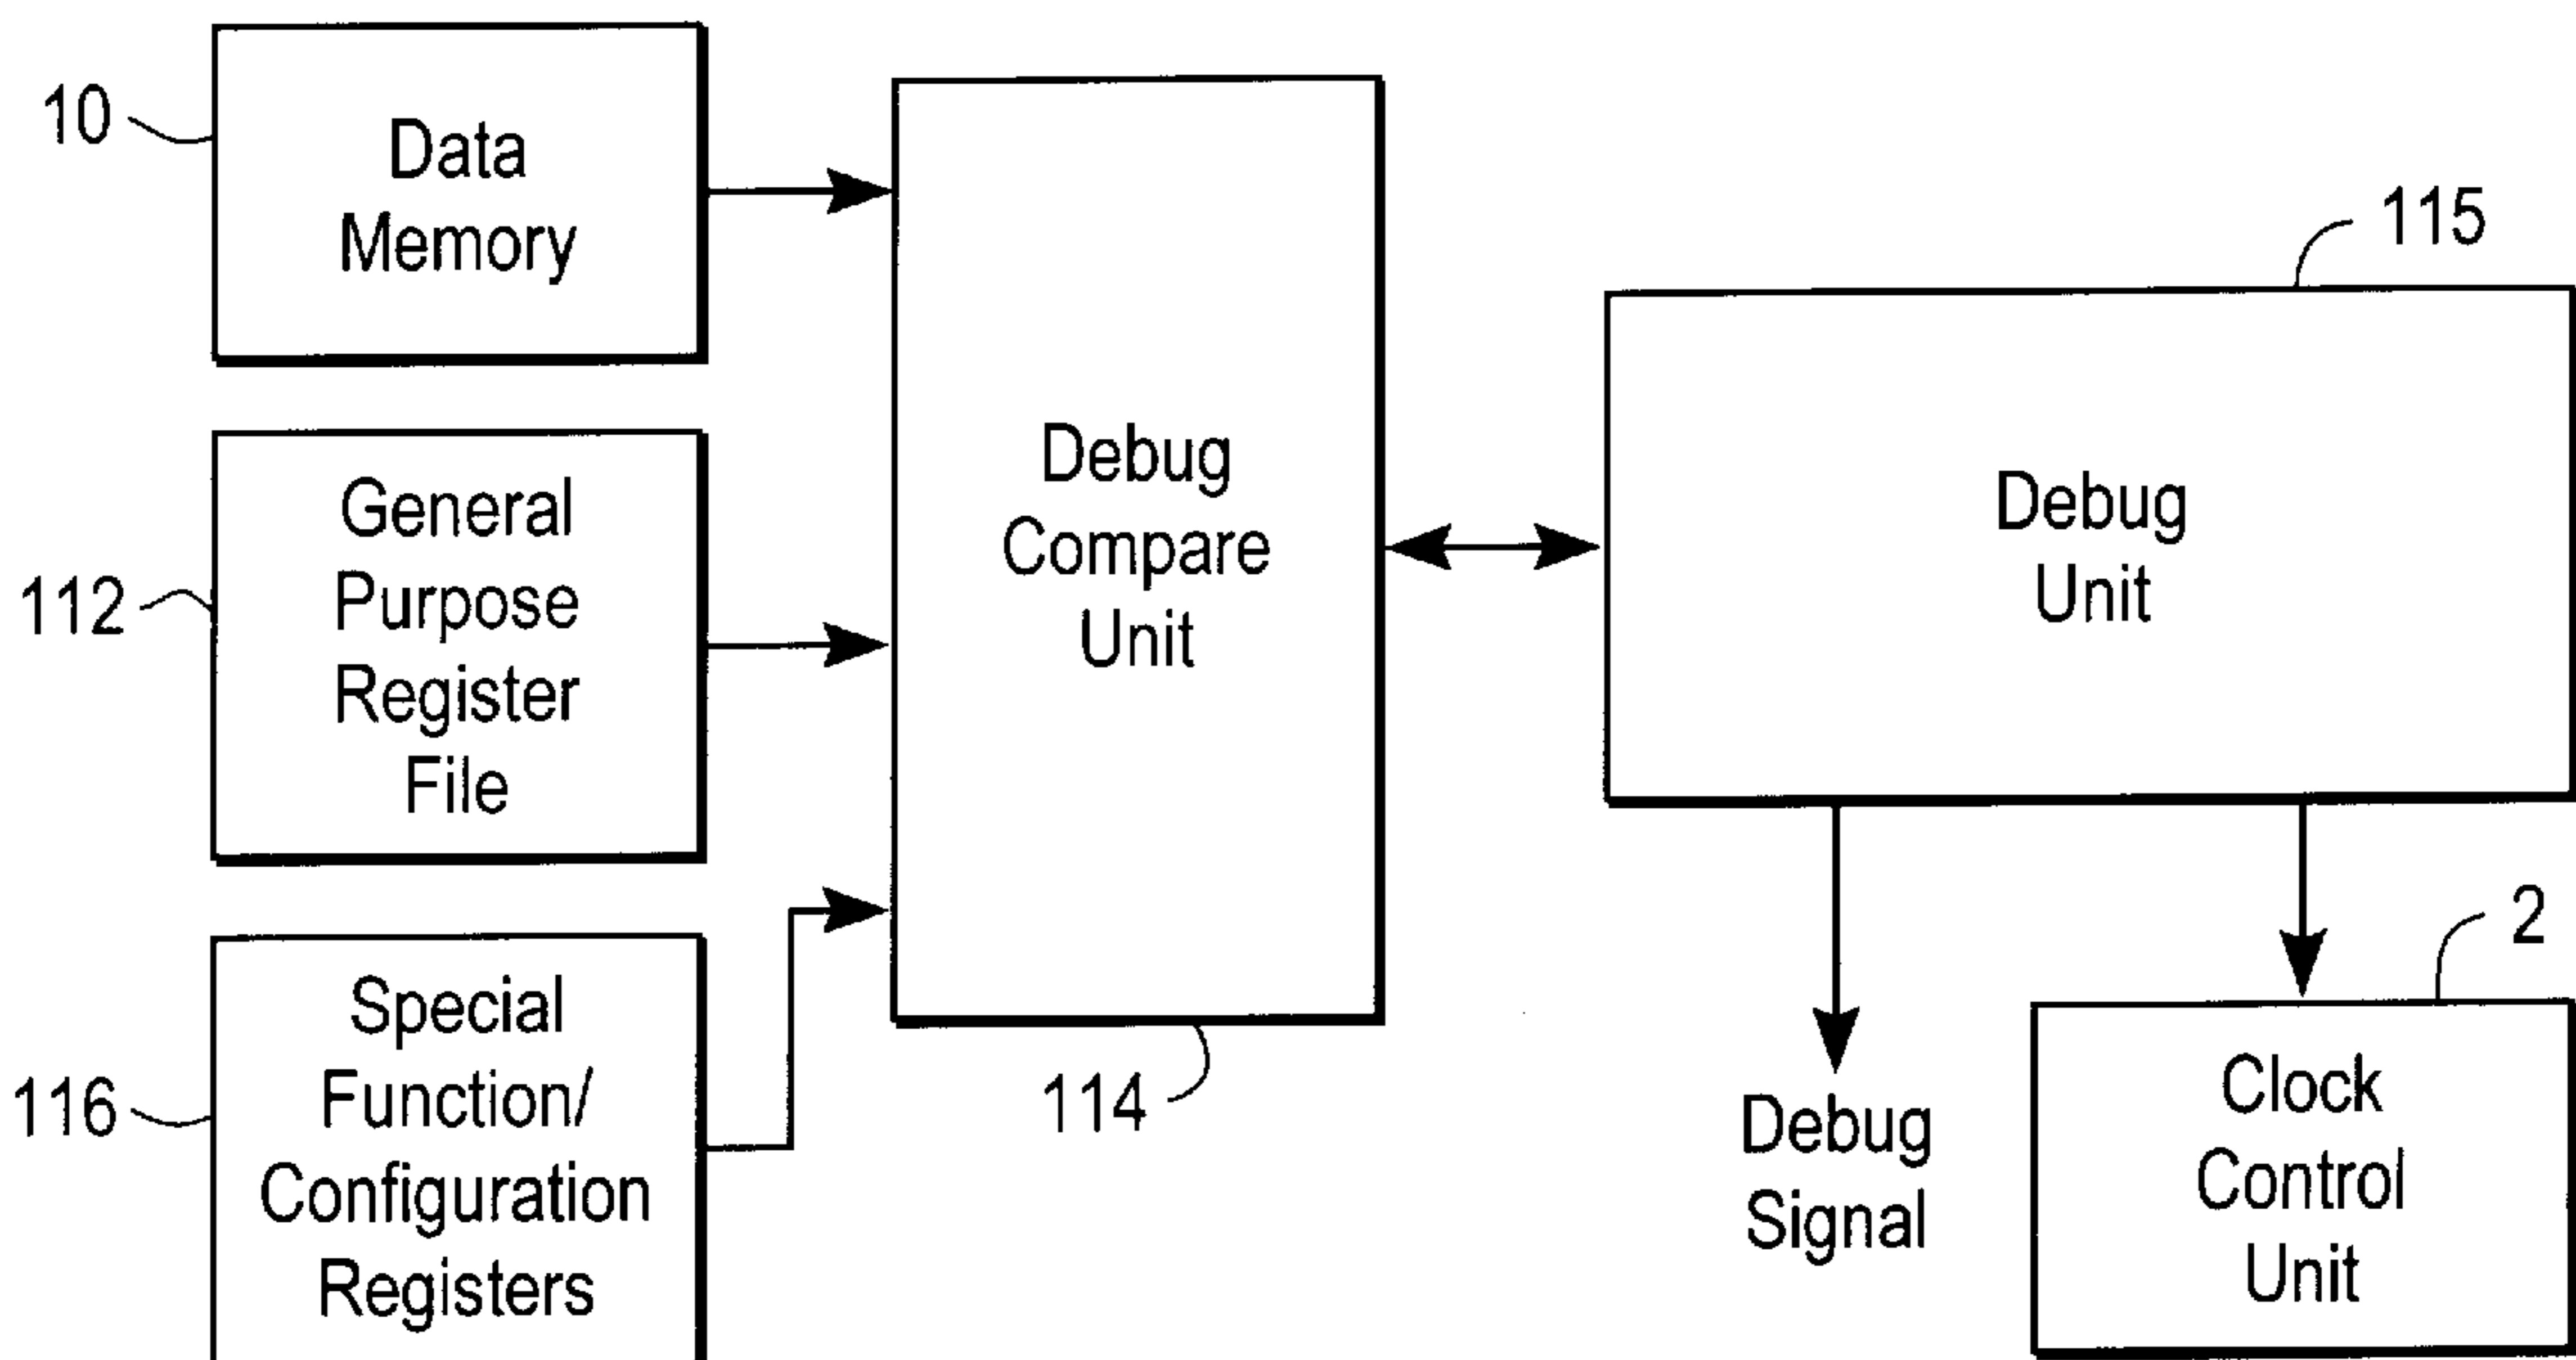 10
Data
Memory
112
General
Purpose
Register
File
116
Special
Function/
Configuration
Registers
Debug
Compare
Unit
114
115
Debug
Unit
Debug
Signal
2
Clock
Control
Unit